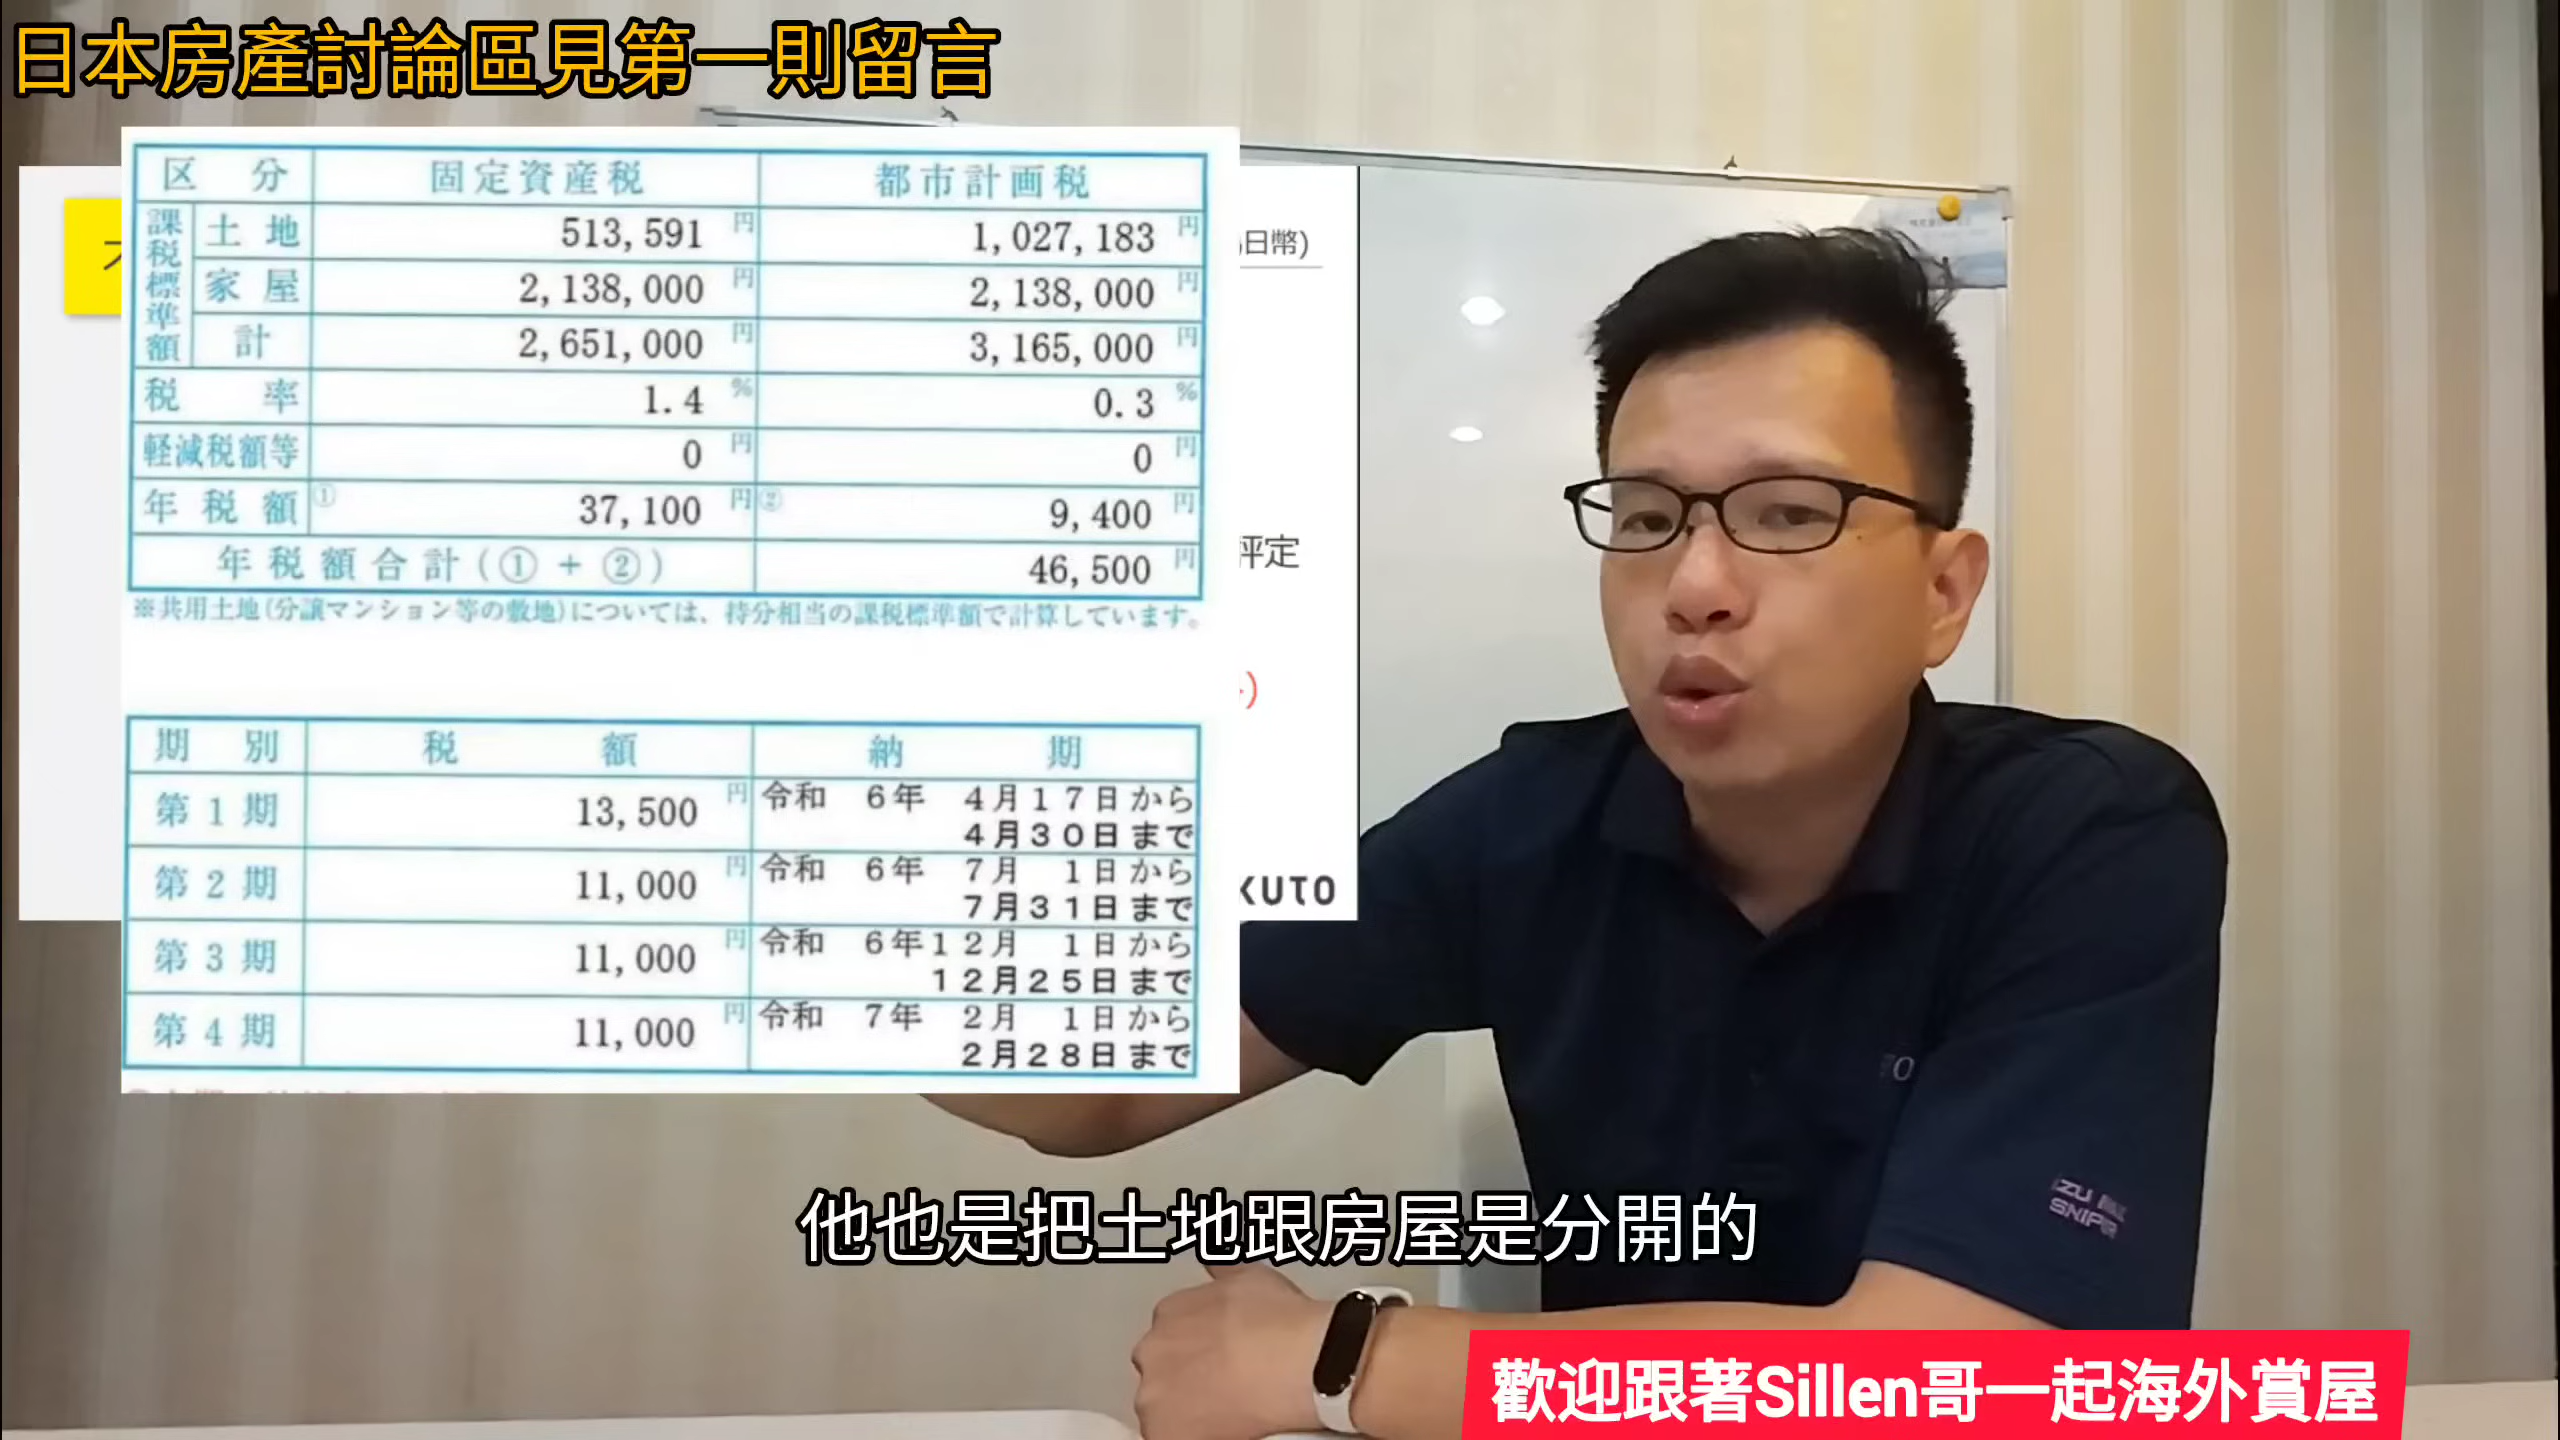 日本房產討論區見第一則留言
区 分 固定資産税 都市計画税
課税標準額 土地 513,591 円 1,027,183 円
家屋 2,138,000 円 2,138,000 円
計 2,651,000 円 3,165,000 円
税率 1.4 % 0.3 %
軽減税額等 0 円 0 円
年税額 ① 37,100 円 ② 9,400 円
年税額合計(①+②) 46,500 円
※共用土地(分譲マンション等の敷地)については、持分相当の課税標準額で計算しています。
期別 税額 納期
第1期 13,500 円 令和 6年 4月17日から
4月30日まで
第2期 11,000 円 令和 6年 7月 1日から
7月31日まで
第3期 11,000 円 令和 6年12月 1日から
12月25日まで
第4期 11,000 円 令和 7年 2月 1日から
2月28日まで
日幣)
評定
KUTO
TO
SNIPER
他也是把土地跟房屋是分開的
歡迎跟著Sillen哥一起海外賞屋